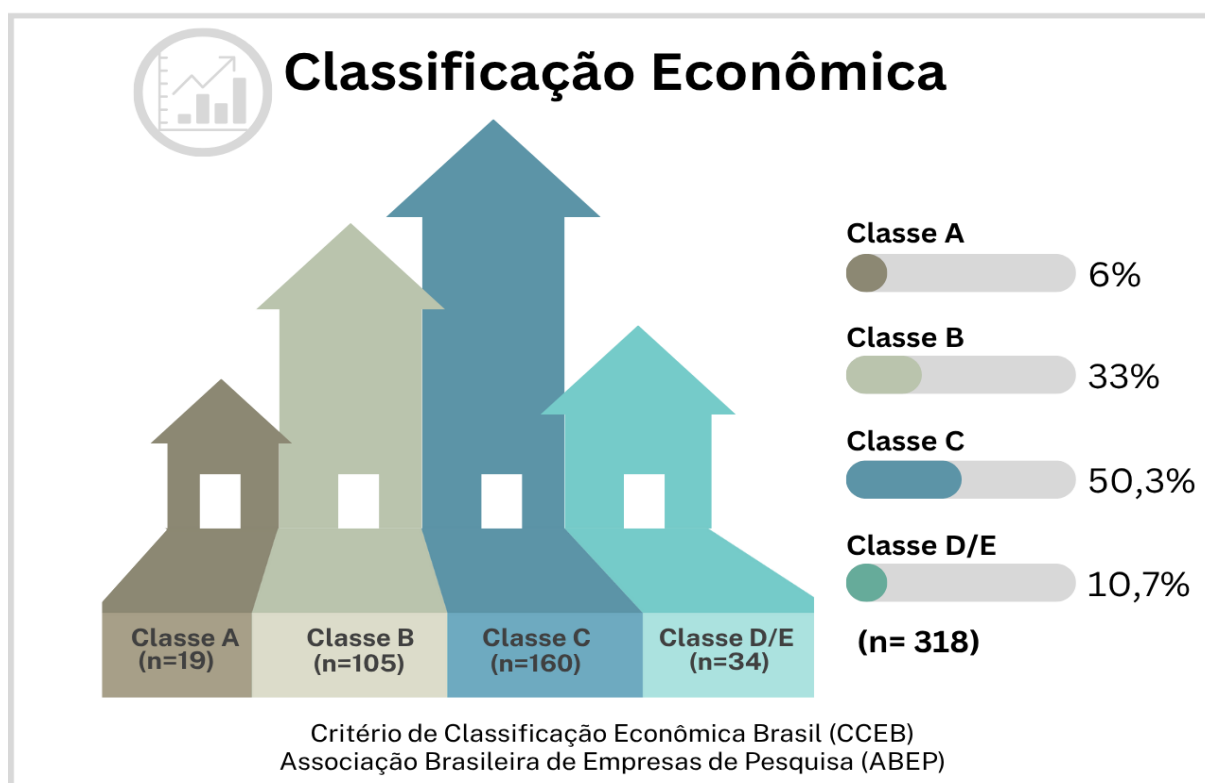 Classificação Econômica
Classe A
6%
Classe B
33%
Classe C
50,3%
Classe D/E
10,7%
(n= 318)
Classe A
(n=19)
Classe B
(n=105)
Classe C
(n=160)
Classe D/E
(n=34)
Critério de Classificação Econômica Brasil (CCEB)
Associação Brasileira de Empresas de Pesquisa (ABEP)